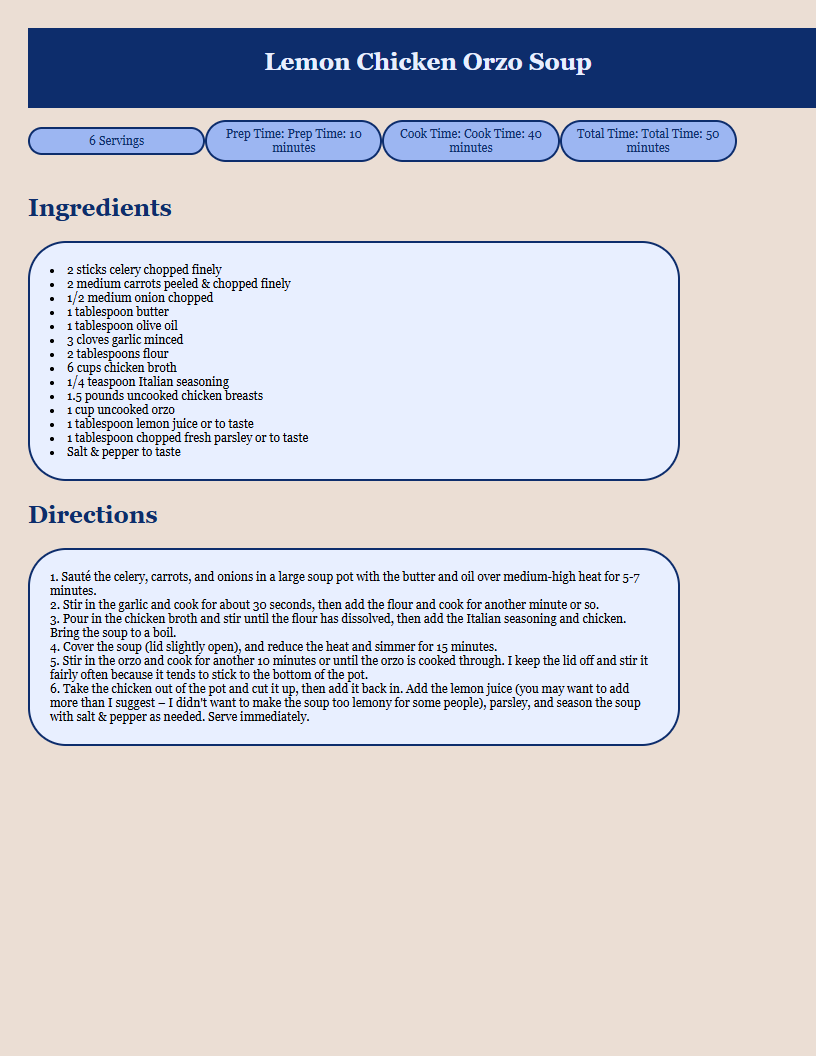 Lemon Chicken Orzo Soup
6 Servings
Prep Time: Prep Time: 10
minutes
Cook Time: Cook Time: 40
minutes
Total Time: Total Time: 50
minutes
Ingredients
• 2 sticks celery chopped finely
• 2 medium carrots peeled & chopped finely
• 1/2 medium onion chopped
• 1 tablespoon butter
• 1 tablespoon olive oil
• 3 cloves garlic minced
• 2 tablespoons flour
• 6 cups chicken broth
• 1/4 teaspoon Italian seasoning
• 1.5 pounds uncooked chicken breasts
• 1 cup uncooked orzo
• 1 tablespoon lemon juice or to taste
• 1 tablespoon chopped fresh parsley or to taste
• Salt & pepper to taste
Directions
1. Sauté the celery, carrots, and onions in a large soup pot with the butter and oil over medium-high heat for 5-7
minutes.
2. Stir in the garlic and cook for about 30 seconds, then add the flour and cook for another minute or so.
3. Pour in the chicken broth and stir until the flour has dissolved, then add the Italian seasoning and chicken.
Bring the soup to a boil.
4. Cover the soup (lid slightly open), and reduce the heat and simmer for 15 minutes.
5. Stir in the orzo and cook for another 10 minutes or until the orzo is cooked through. I keep the lid off and stir it
fairly often because it tends to stick to the bottom of the pot.
6. Take the chicken out of the pot and cut it up, then add it back in. Add the lemon juice (you may want to add
more than I suggest – I didn't want to make the soup too lemony for some people), parsley, and season the soup
with salt & pepper as needed. Serve immediately.